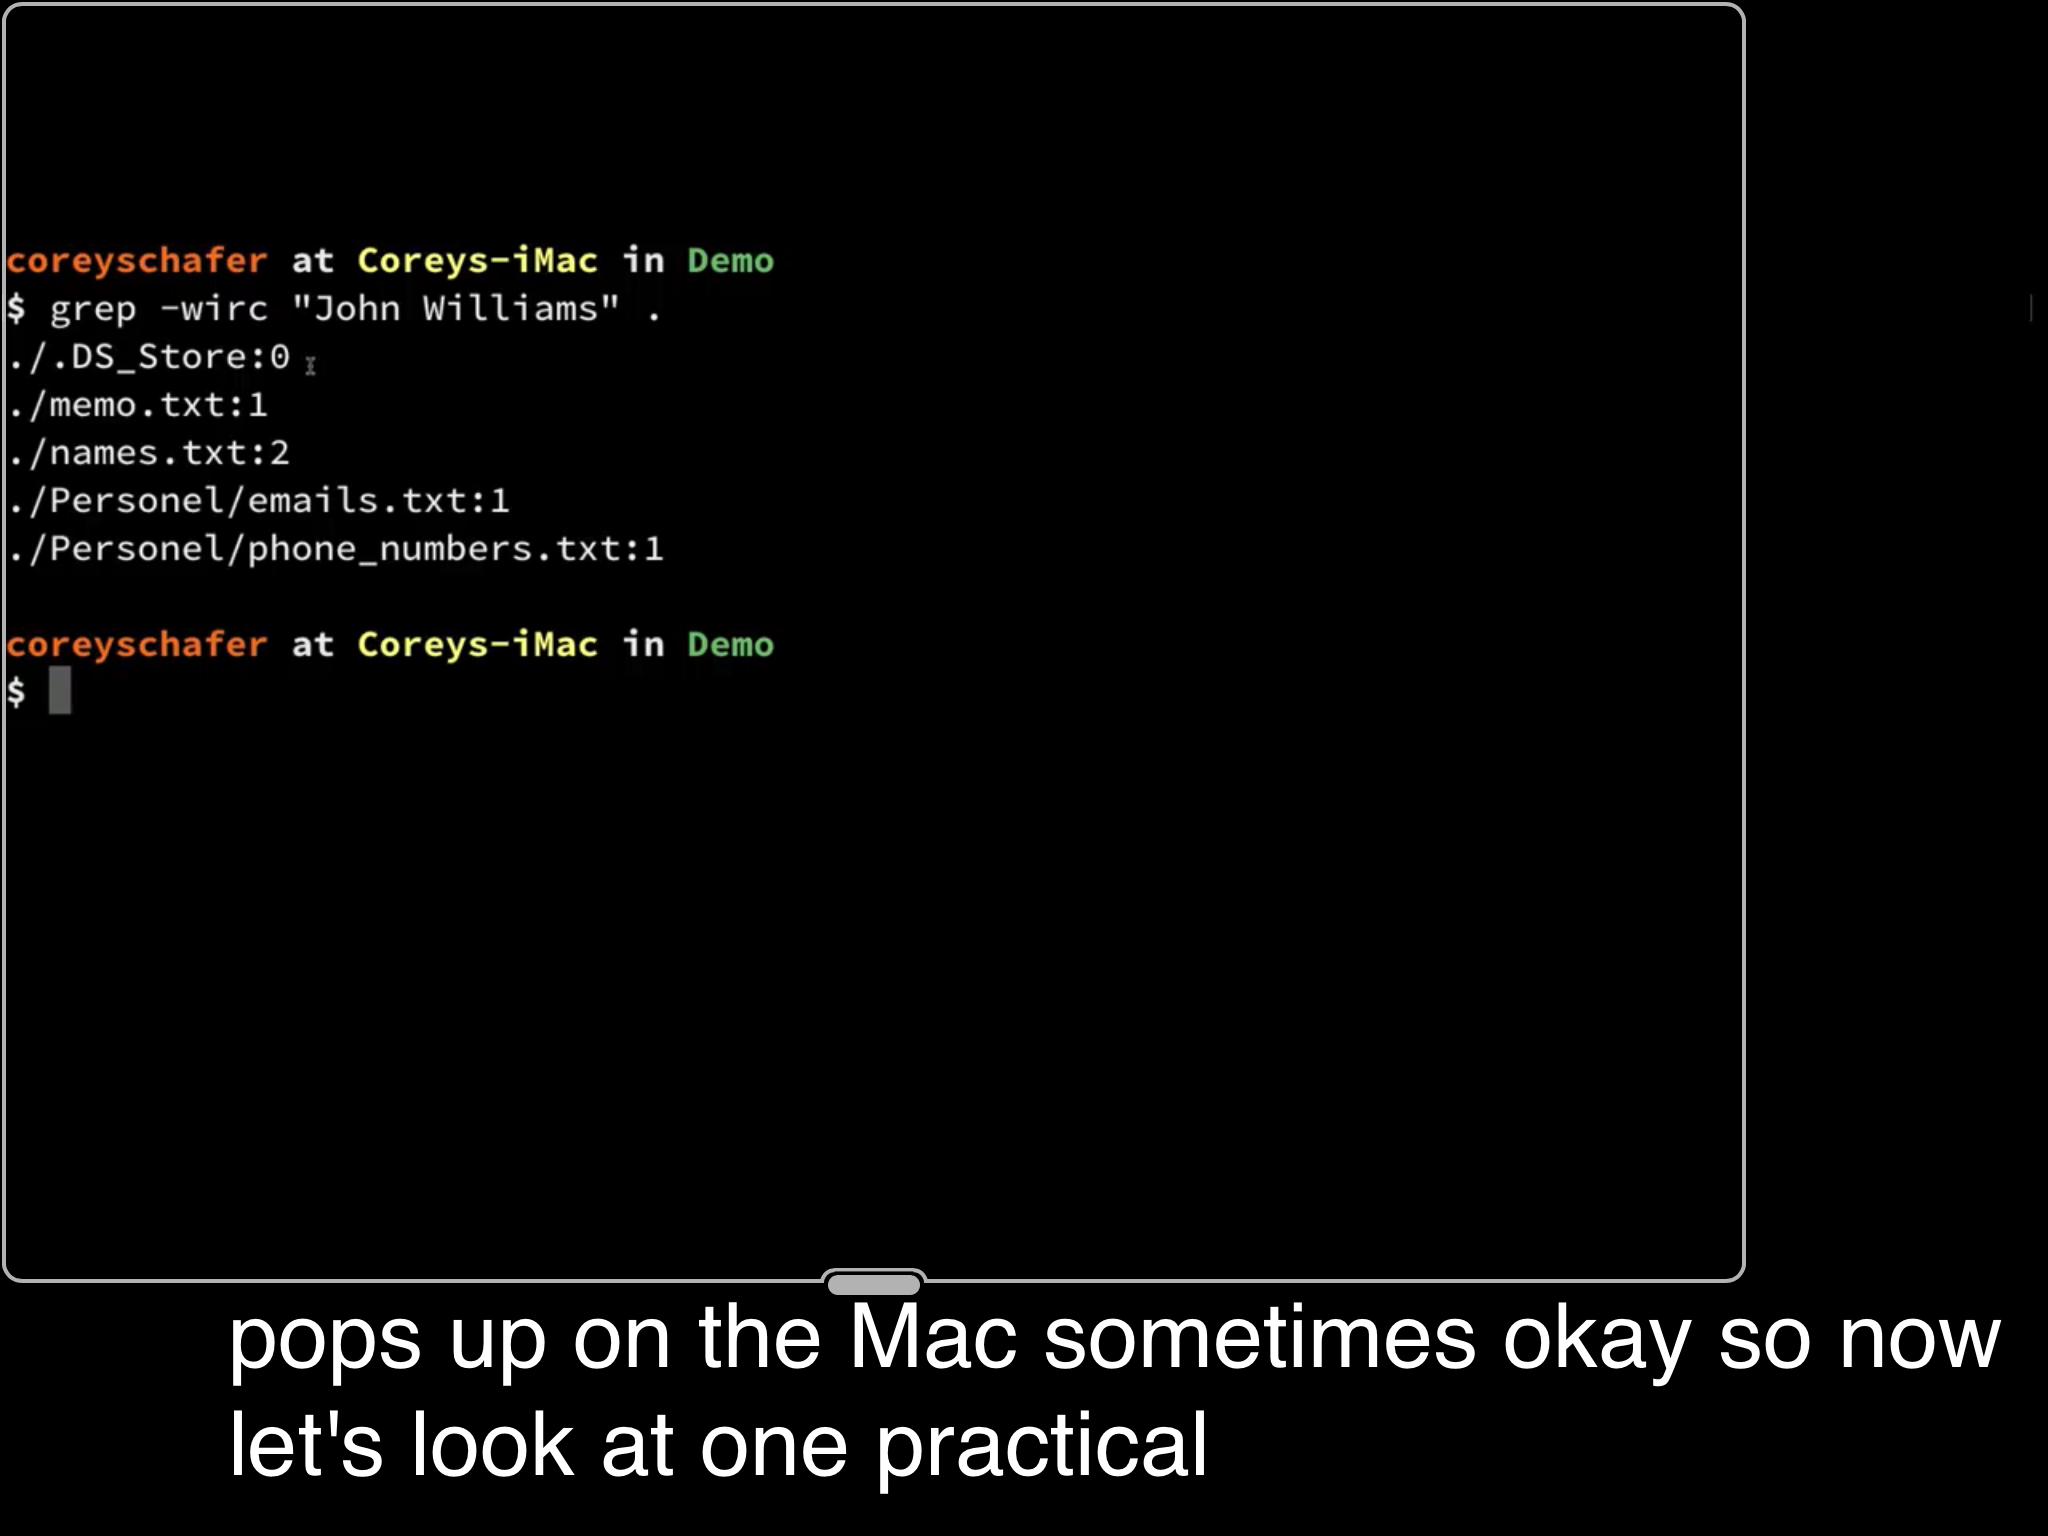 coreyschafer at Coreys-iMac in Demo
$ grep -wirc "John Williams" .
./.DS_Store:0
./memo.txt:1
./names.txt:2
./Personel/emails.txt:1
./Personel/phone_numbers.txt:1
coreyschafer at Coreys-iMac in Demo
$
pops up on the Mac sometimes okay so now
let's look at one practical